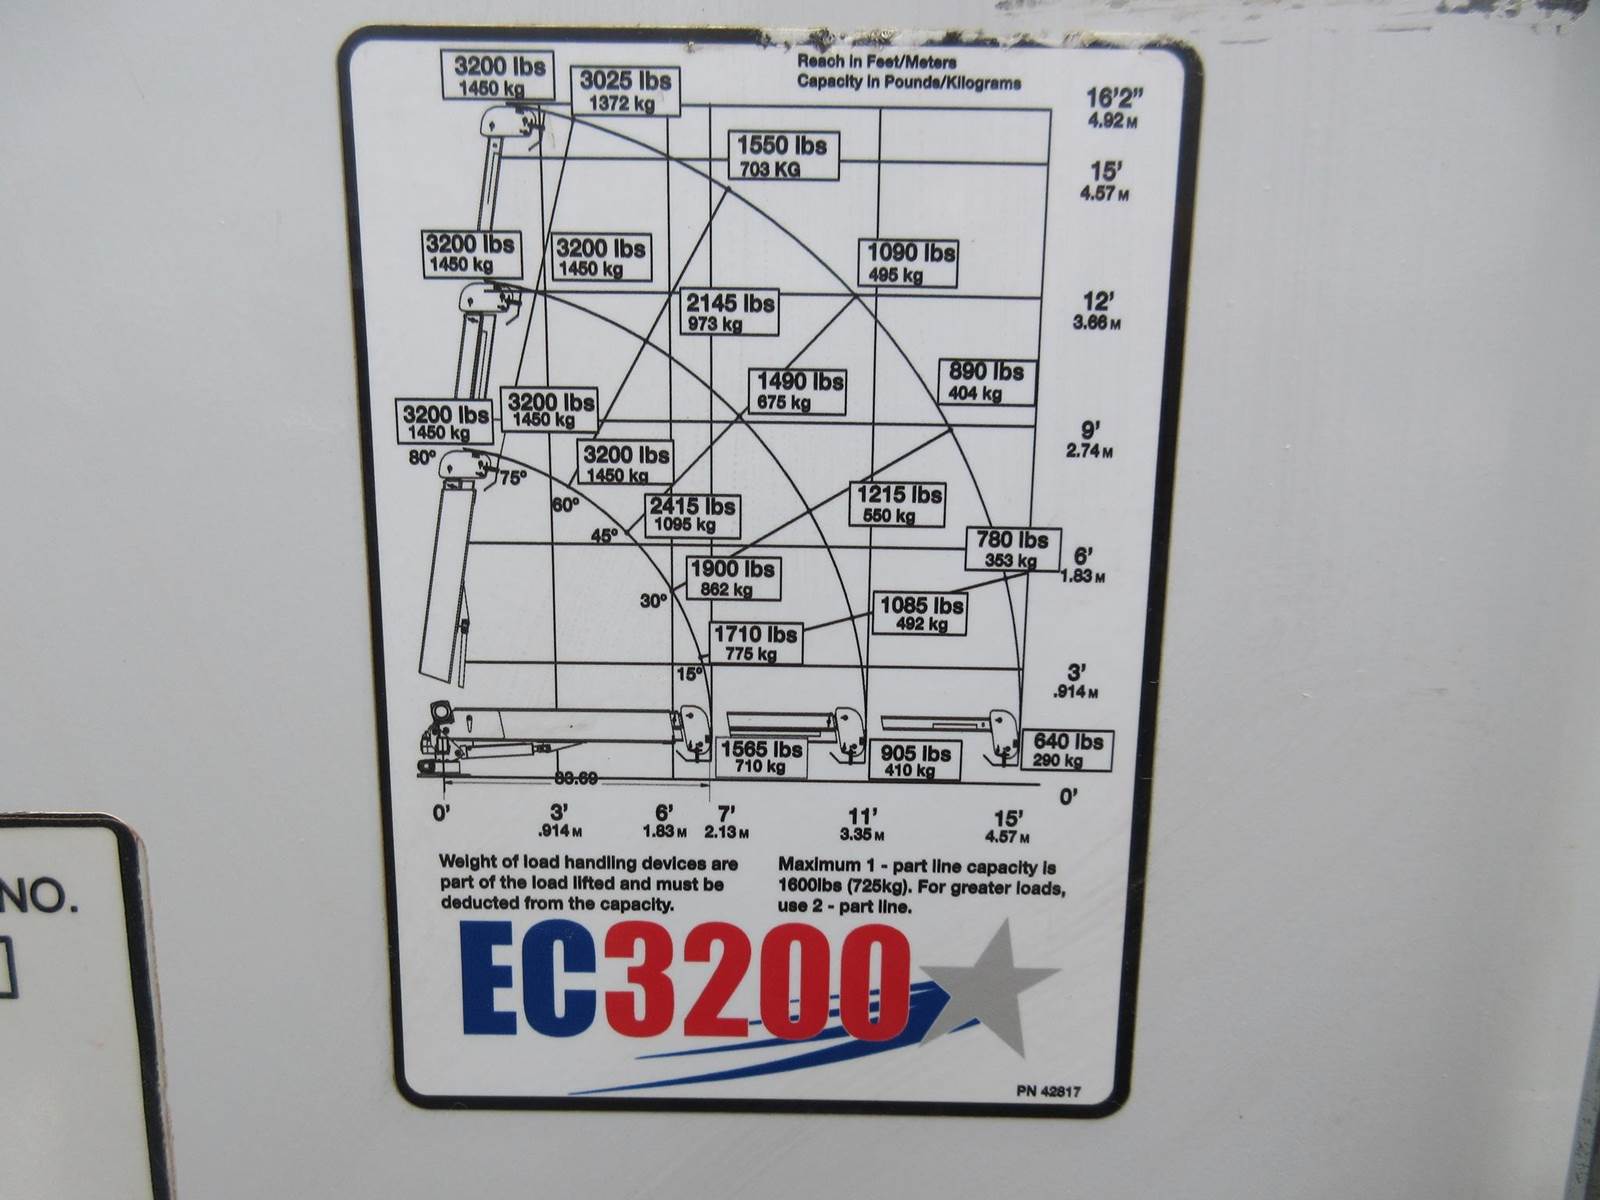 Reach in Feet/Meters
Capacity in Pounds/Kilograms
3200 lbs
1450 kg
3025 lbs
1372 kg
16'2"
4.92 M
1550 lbs
703 KG
15'
4.57 M
3200 lbs
1450 kg
3200 lbs
1450 kg
1090 lbs
495 kg
2145 lbs
973 kg
12'
3.66 M
1490 lbs
675 kg
890 lbs
404 kg
3200 lbs
1450 kg
3200 lbs
1450 kg
9'
2.74 M
80°
75°
3200 lbs
1450 kg
60°
2415 lbs
1095 kg
1215 lbs
550 kg
45°
780 lbs
353 kg
6'
1.83 M
1900 lbs
862 kg
30°
1085 lbs
492 kg
1710 lbs
775 kg
15°
3'
.914 M
1565 lbs
710 kg
905 lbs
410 kg
640 lbs
290 kg
83.69
0'
0'
3'
.914 M
6'
1.83 M
7'
2.13 M
11'
3.35 M
15'
4.57 M
Weight of load handling devices are
part of the load lifted and must be
deducted from the capacity.
Maximum 1 - part line capacity is
1600lbs (725kg). For greater loads,
use 2 - part line.
EC3200
PN 42817
NO.